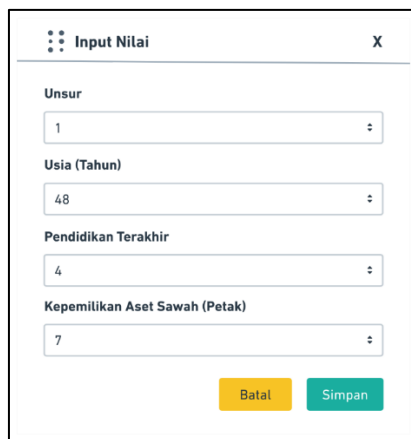 Input Nilai X
Unsur
1
Usia (Tahun)
48
Pendidikan Terakhir
4
Kepemilikan Aset Sawah (Petak)
7
Batal Simpan